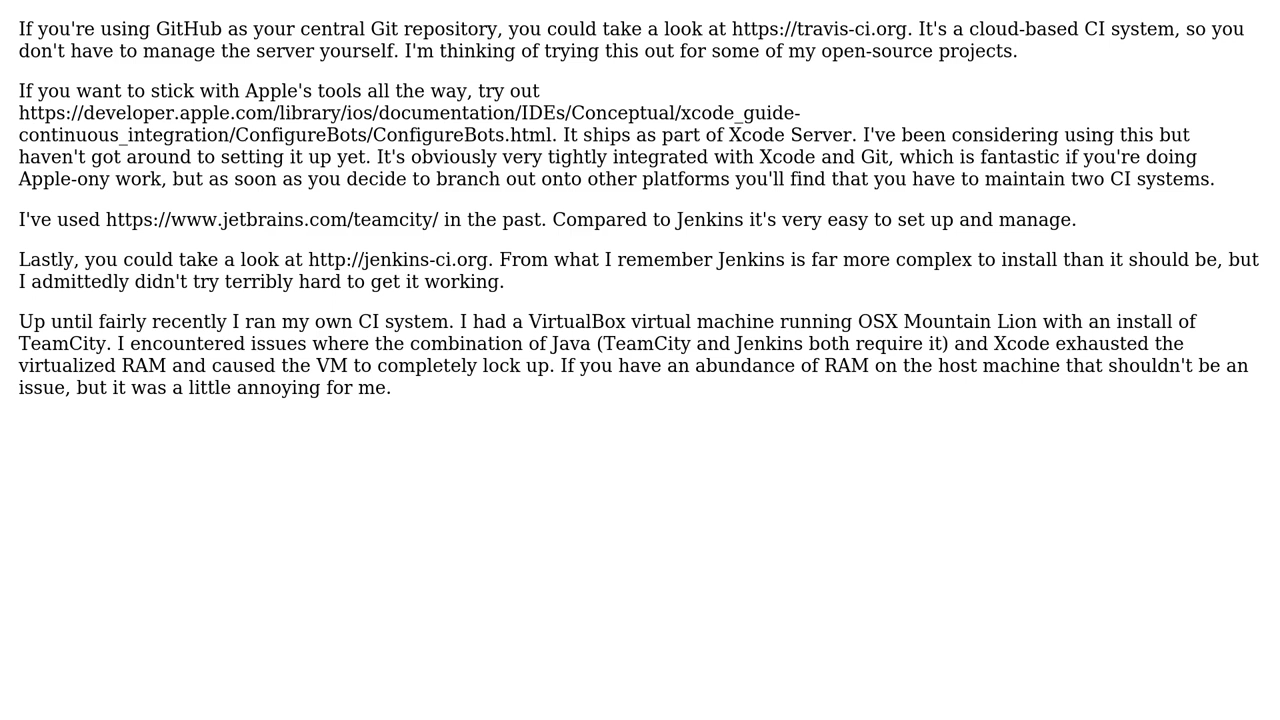 If you're using GitHub as your central Git repository, you could take a look at https://travis-ci.org. It's a cloud-based CI system, so you
don't have to manage the server yourself. I'm thinking of trying this out for some of my open-source projects.
If you want to stick with Apple's tools all the way, try out
https://developer.apple.com/library/ios/documentation/IDEs/Conceptual/xcode_guide-
continuous_integration/ConfigureBots/ConfigureBots.html. It ships as part of Xcode Server. I've been considering using this but
haven't got around to setting it up yet. It's obviously very tightly integrated with Xcode and Git, which is fantastic if you're doing
Apple-ony work, but as soon as you decide to branch out onto other platforms you'll find that you have to maintain two CI systems.
I've used https://www.jetbrains.com/teamcity/ in the past. Compared to Jenkins it's very easy to set up and manage.
Lastly, you could take a look at http://jenkins-ci.org. From what I remember Jenkins is far more complex to install than it should be, but
I admittedly didn't try terribly hard to get it working.
Up until fairly recently I ran my own CI system. I had a VirtualBox virtual machine running OSX Mountain Lion with an install of
TeamCity. I encountered issues where the combination of Java (TeamCity and Jenkins both require it) and Xcode exhausted the
virtualized RAM and caused the VM to completely lock up. If you have an abundance of RAM on the host machine that shouldn't be an
issue, but it was a little annoying for me.